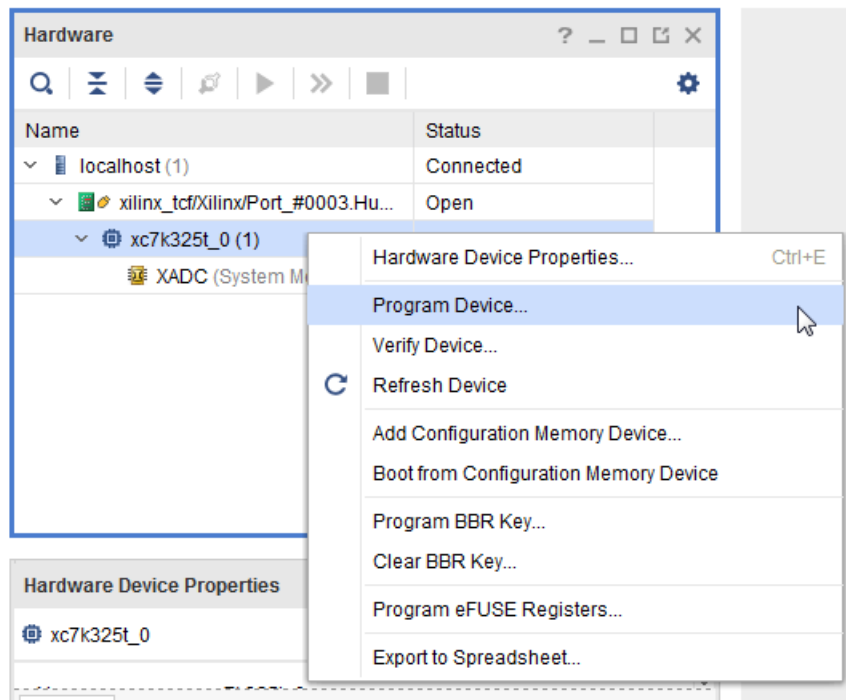 Hardware
?
Name Status
localhost (1) Connected
xilinx_tcf/Xilinx/Port_#0003.Hu... Open
xc7k325t_0 (1)
XADC (System
Hardware Device Properties... Ctrl+E
Program Device...
Verify Device...
Refresh Device
Add Configuration Memory Device...
Boot from Configuration Memory Device
Program BBR Key...
Clear BBR Key...
Program eFUSE Registers...
Export to Spreadsheet...
Hardware Device Properties
xc7k325t_0